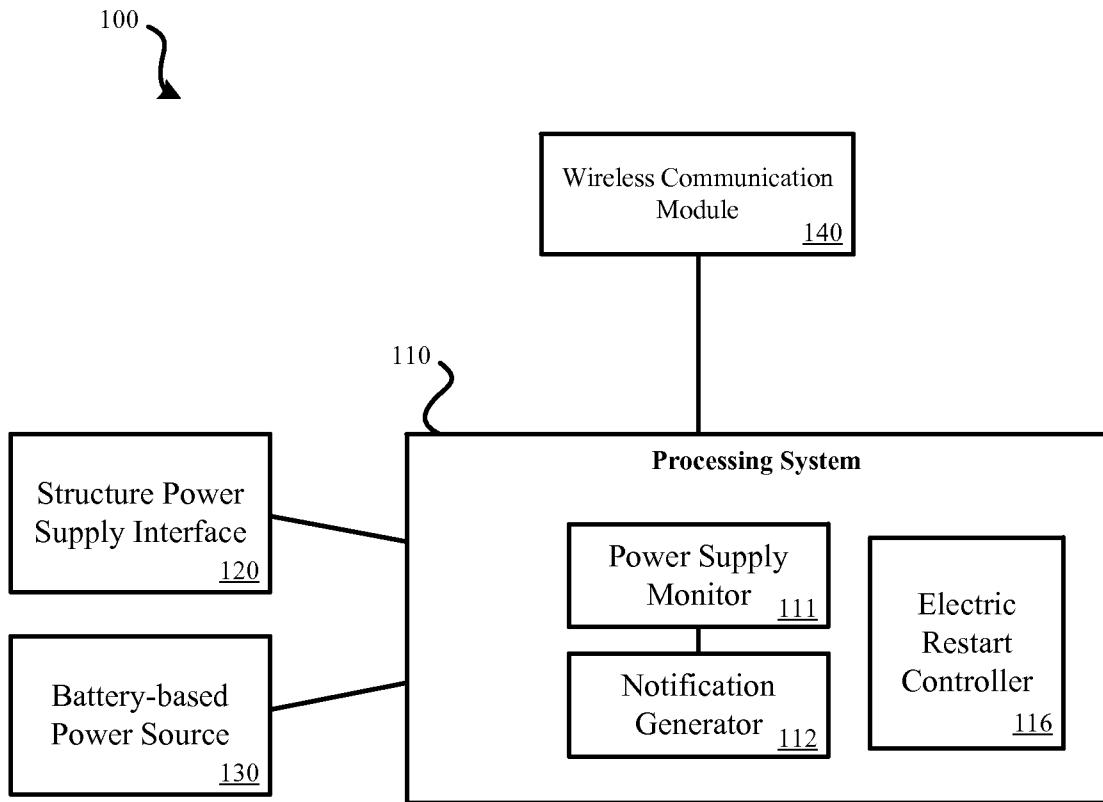 100
Wireless Communication
Module
140
110
Processing System
Structure Power
Supply Interface
120
Power Supply
Monitor
111
Electric
Restart
Controller
116
Notification
Generator
112
Battery-based
Power Source
130